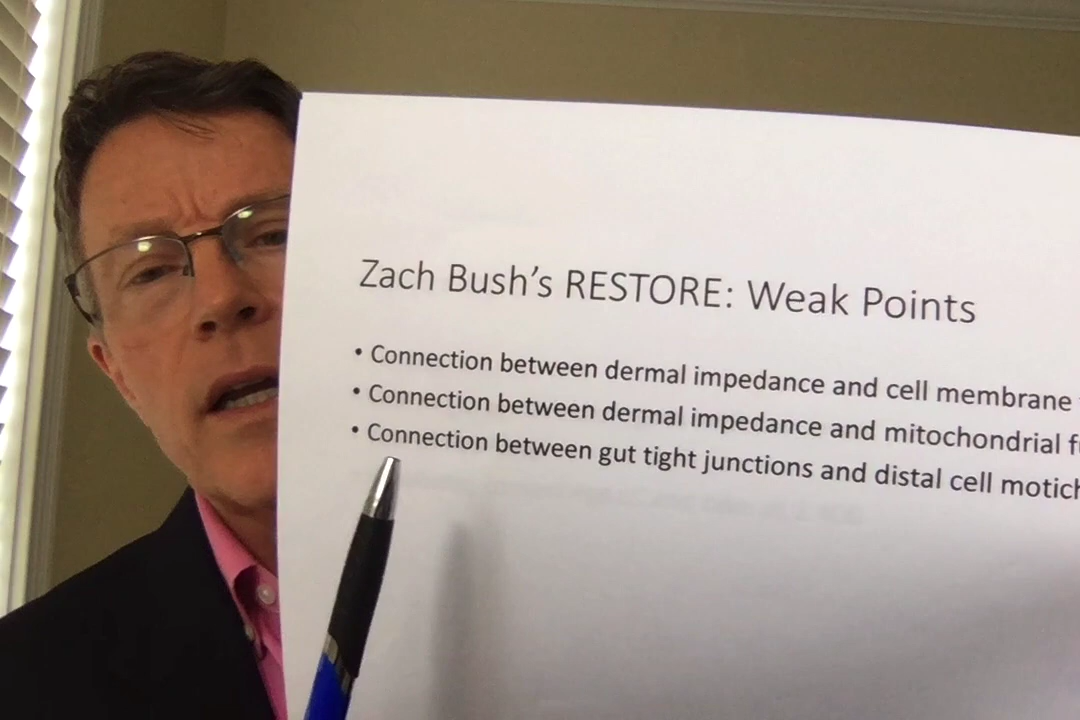 Zach Bush's RESTORE: Weak Points
• Connection between dermal impedance and cell membrane
• Connection between dermal impedance and mitochondrial
• Connection between gut tight junctions and distal cell